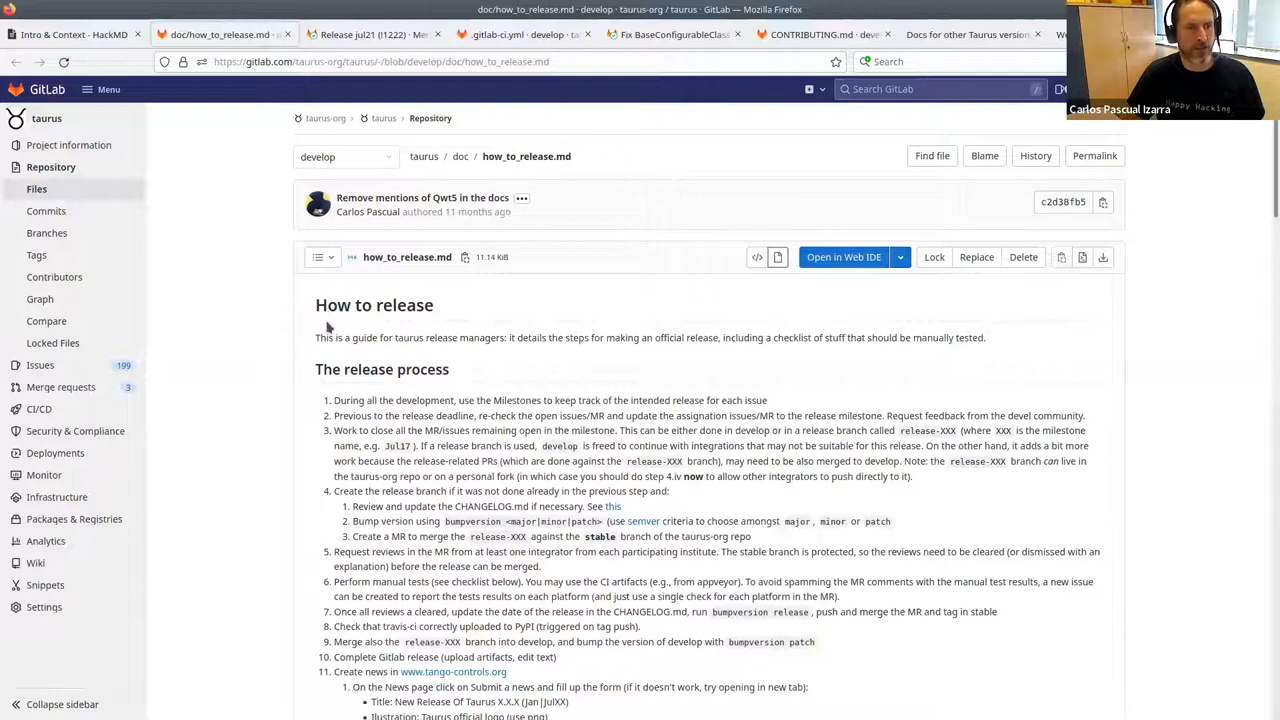 doc/how_to_release.md · develop · taurus-org / taurus · GitLab — Mozilla Firefox
Intro & Context - HackMD
doc/how_to_release.md · d
Release jul21 (!1222) · Me
.gitlab-ci.yml · develop · ta
Fix BaseConfigurableClass
CONTRIBUTING.md · deve
Docs for other Taurus version
https://gitlab.com/taurus-org/taurus/-/blob/develop/doc/how_to_release.md
Search
GitLab
Menu
Search GitLab
/
Carlos Pascual Izarra
Happy Hacking
taurus
Project information
Repository
Files
Commits
Branches
Tags
Contributors
Graph
Compare
Locked Files
Issues 199
Merge requests 3
CI/CD
Security & Compliance
Deployments
Monitor
Infrastructure
Packages & Registries
Analytics
Wiki
Snippets
Settings
Collapse sidebar
taurus-org > taurus > Repository
develop
taurus / doc / how_to_release.md
Find file
Blame
History
Permalink
Remove mentions of Qwt5 in the docs
Carlos Pascual authored 11 months ago
c2d38fb5
how_to_release.md 11.14 KiB
Open in Web IDE
Lock
Replace
Delete
How to release
This is a guide for taurus release managers: it details the steps for making an official release, including a checklist of stuff that should be manually tested.
The release process
1. During all the development, use the Milestones to keep track of the intended release for each issue
2. Previous to the release deadline, re-check the open issues/MR and update the assignation issues/MR to the release milestone. Request feedback from the devel community.
3. Work to close all the MR/issues remaining open in the milestone. This can be either done in develop or in a release branch called release-XXX (where XXX is the milestone
name, e.g. Jul17 ). If a release branch is used, develop is freed to continue with integrations that may not be suitable for this release. On the other hand, it adds a bit more
work because the release-related PRs (which are done against the release-XXX branch), may need to be also merged to develop. Note: the release-XXX branch can live in
the taurus-org repo or on a personal fork (in which case you should do step 4.iv now to allow other integrators to push directly to it).
4. Create the release branch if it was not done already in the previous step and:
1. Review and update the CHANGELOG.md if necessary. See this
2. Bump version using bumpversion <major|minor|patch> (use semver criteria to choose amongst major , minor or patch
3. Create a MR to merge the release-XXX against the stable branch of the taurus-org repo
5. Request reviews in the MR from at least one integrator from each participating institute. The stable branch is protected, so the reviews need to be cleared (or dismissed with an
explanation) before the release can be merged.
6. Perform manual tests (see checklist below). You may use the CI artifacts (e.g., from appveyor). To avoid spamming the MR comments with the manual test results, a new issue
can be created to report the tests results on each platform (and just use a single check for each platform in the MR).
7. Once all reviews a cleared, update the date of the release in the CHANGELOG.md, run bumpversion release , push and merge the MR and tag in stable
8. Check that travis-ci correctly uploaded to PyPI (triggered on tag push).
9. Merge also the release-XXX branch into develop, and bump the version of develop with bumpversion patch
10. Complete Gitlab release (upload artifacts, edit text)
11. Create news in www.tango-controls.org
1. On the News page click on Submit a news and fill up the form (if it doesn't work, try opening in new tab):
▪ Title: New Release Of Taurus X.X.X (Jan|JulXX)
▪ Ilustration: Taurus official logo (use png)